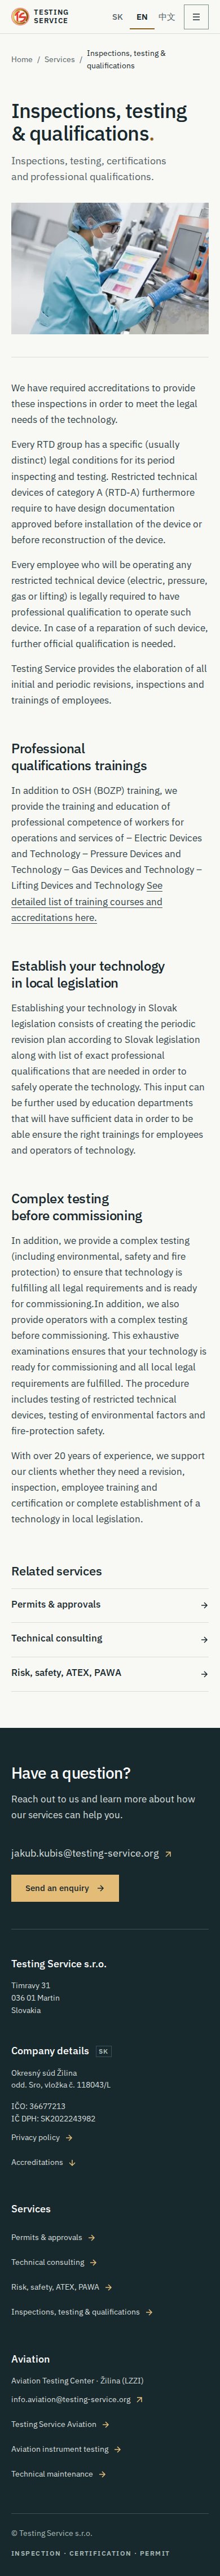 TESTING
SERVICE
SK EN 中文
Home / Services / Inspections, testing &
qualifications
Inspections, testing
& qualifications.
Inspections, testing, certifications
and professional qualifications.
We have required accreditations to provide
these inspections in order to meet the legal
needs of the technology.
Every RTD group has a specific (usually
distinct) legal conditions for its period
inspecting and testing. Restricted technical
devices of category A (RTD-A) furthermore
require to have design documentation
approved before installation of the device or
before reconstruction of the device.
Every employee who will be operating any
restricted technical device (electric, pressure,
gas or lifting) is legally required to have
professional qualification to operate such
device. In case of a reparation of such device,
further official qualification is needed.
Testing Service provides the elaboration of all
initial and periodic revisions, inspections and
trainings of employees.
Professional
qualifications trainings
In addition to OSH (BOZP) training, we
provide the training and education of
professional competence of workers for
operations and services of – Electric Devices
and Technology – Pressure Devices and
Technology – Gas Devices and Technology –
Lifting Devices and Technology See
detailed list of training courses and
accreditations here.
Establish your technology
in local legislation
Establishing your technology in Slovak
legislation consists of creating the periodic
revision plan according to Slovak legislation
along with list of exact professional
qualifications that are needed in order to
safely operate the technology. This input can
be further used by education departments
that will have sufficient data in order to be
able ensure the right trainings for employees
and operators of technology.
Complex testing
before commissioning
In addition, we provide a complex testing
(including environmental, safety and fire
protection) to ensure that technology is
fulfilling all legal requirements and is ready
for commissioning.In addition, we also
provide operators with a complex testing
before commissioning. This exhaustive
examinations ensures that your technology is
ready for commissioning and all local legal
requirements are fulfilled. The procedure
includes testing of restricted technical
devices, testing of environmental factors and
fire-protection safety.
With over 20 years of experience, we support
our clients whether they need a revision,
inspection, employee training and
certification or complete establishment of a
technology in local legislation.
Related services
Permits & approvals →
Technical consulting →
Risk, safety, ATEX, PAWA →
Have a question?
Reach out to us and learn more about how
our services can help you.
jakub.kubis@testing-service.org ↗
Send an enquiry →
Testing Service s.r.o.
Timravy 31
036 01 Martin
Slovakia
Company details SK
Okresný súd Žilina
odd. Sro, vložka č. 118043/L
IČO: 36677213
IČ DPH: SK2022243982
Privacy policy →
Accreditations ↓
Services
Permits & approvals →
Technical consulting →
Risk, safety, ATEX, PAWA →
Inspections, testing & qualifications →
Aviation
Aviation Testing Center · Žilina (LZZI)
info.aviation@testing-service.org ↗
Testing Service Aviation →
Aviation instrument testing →
Technical maintenance →
© Testing Service s.r.o.
INSPECTION · CERTIFICATION · PERMIT